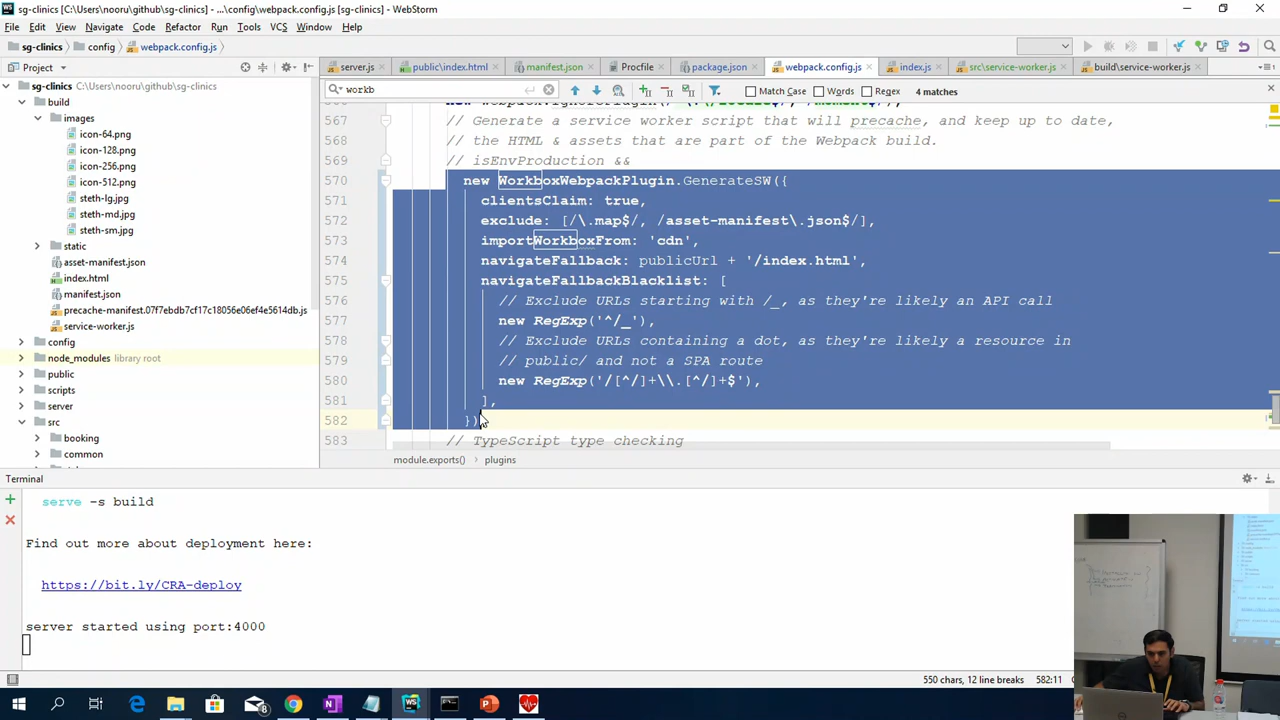 sg-clinics [C:\Users\nooru\github\sg-clinics] - ...\config\webpack.config.js [sg-clinics] - WebStorm
File Edit View Navigate Code Refactor Run Tools VCS Window Help
sg-clinics config webpack.config.js
Project
server.js public\index.html manifest.json Procfile package.json webpack.config.js index.js src\service-worker.js build\service-worker.js
workb Match Case Words Regex 4 matches
sg-clinics C:\Users\nooru\github\sg-clinics
build
images
icon-64.png
icon-128.png
icon-256.png
icon-512.png
steth-lg.jpg
steth-md.jpg
steth-sm.jpg
static
asset-manifest.json
index.html
manifest.json
precache-manifest.07f7ebdb7cf17c18056e06ef4e5614db.js
service-worker.js
config
node_modules library root
public
scripts
server
src
booking
common
567 // Generate a service worker script that will precache, and keep up to date,
568 // the HTML & assets that are part of the Webpack build.
569 // isEnvProduction &&
570 new WorkboxWebpackPlugin.GenerateSW({
571 clientsClaim: true,
572 exclude: [/\.map$/, /asset-manifest\.json$/],
573 importWorkboxFrom: 'cdn',
574 navigateFallback: publicUrl + '/index.html',
575 navigateFallbackBlacklist: [
576 // Exclude URLs starting with /_, as they're likely an API call
577 new RegExp('^/_'),
578 // Exclude URLs containing a dot, as they're likely a resource in
579 // public/ and not a SPA route
580 new RegExp('/[^/]+\\.[^/]+$'),
581 ],
582 })
583 // TypeScript type checking
module.exports() plugins
Terminal
serve -s build
Find out more about deployment here:
https://bit.ly/CRA-deploy
server started using port:4000
550 chars, 12 line breaks 582:11